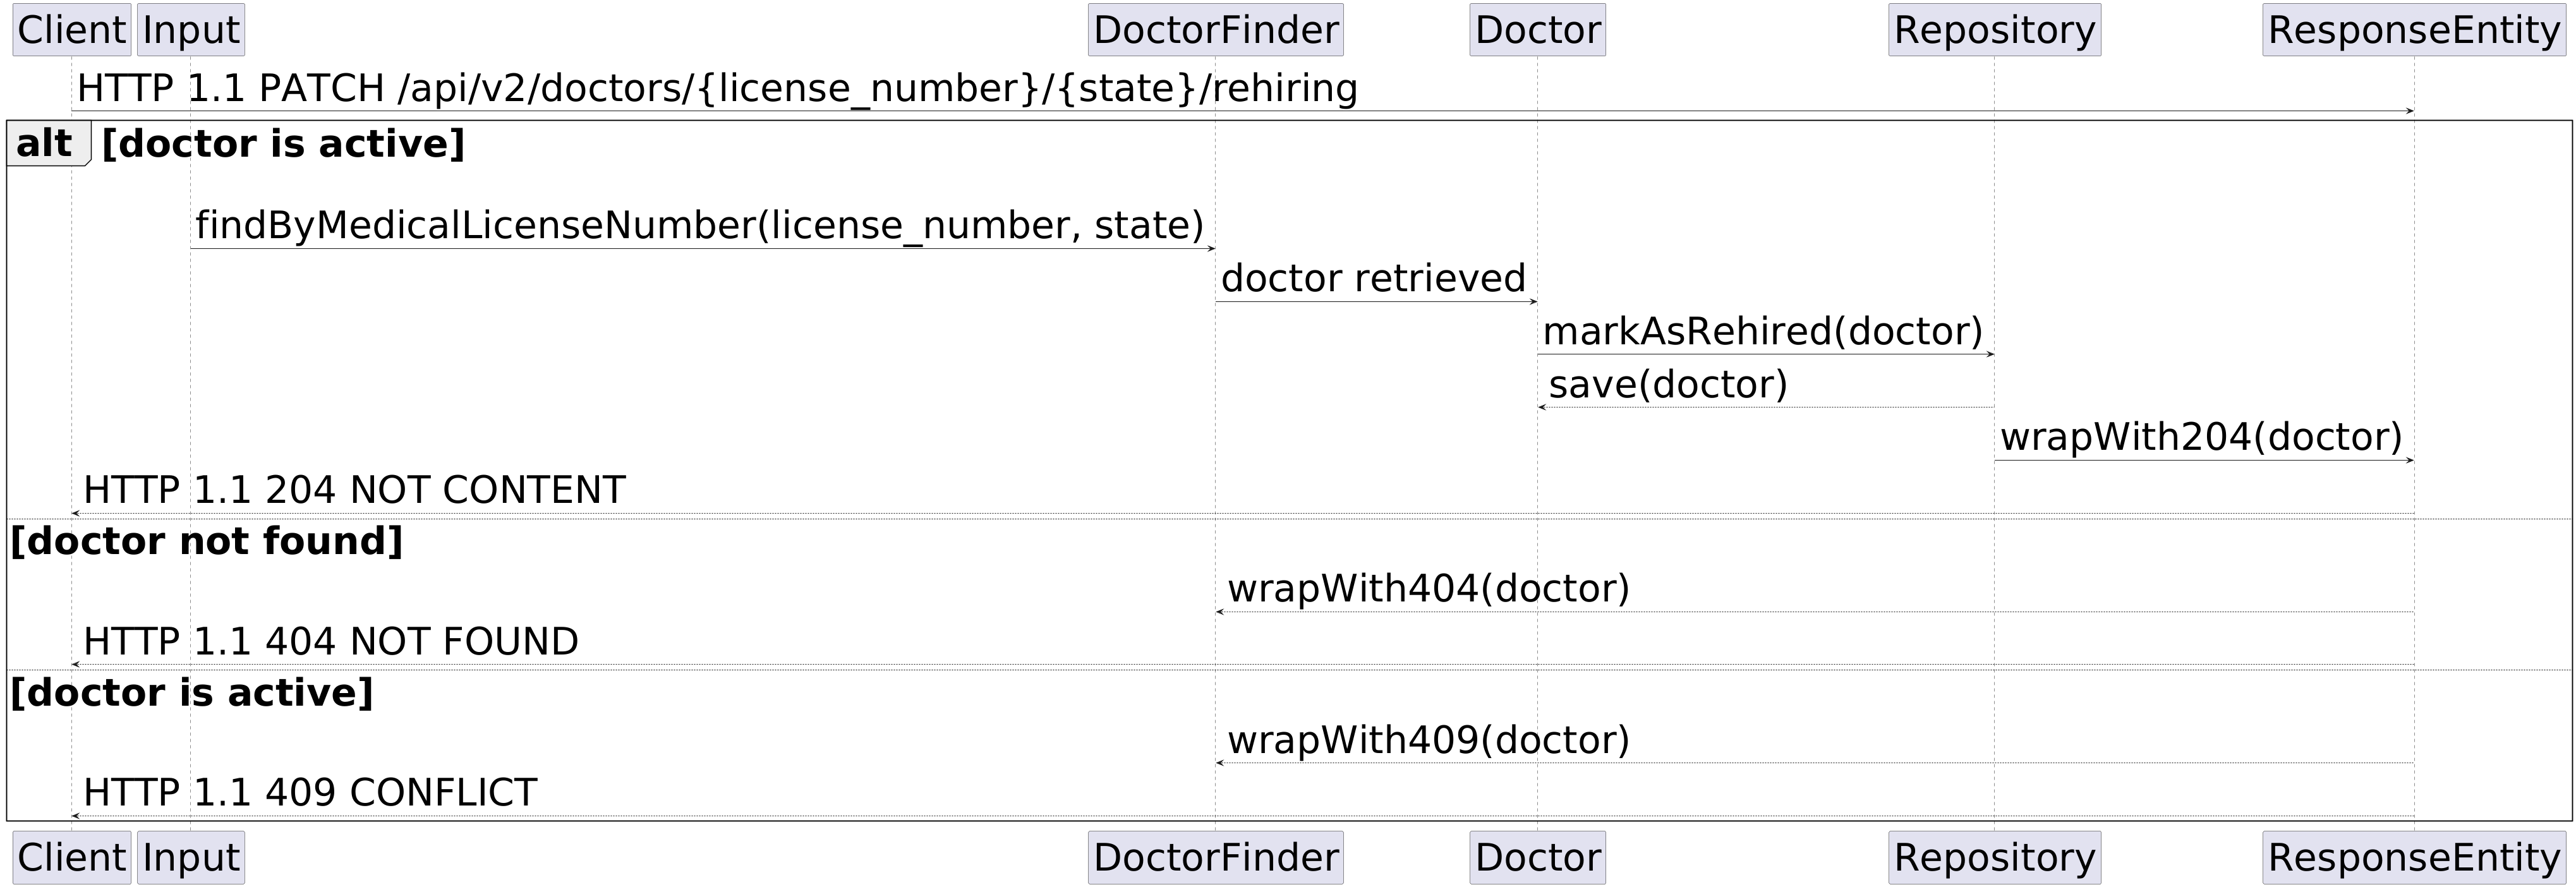 Client Input DoctorFinder Doctor Repository ResponseEntity
HTTP 1.1 PATCH /api/v2/doctors/{license_number}/{state}/rehiring
alt [doctor is active]
findByMedicalLicenseNumber(license_number, state)
doctor retrieved
markAsRehired(doctor)
save(doctor)
wrapWith204(doctor)
HTTP 1.1 204 NOT CONTENT
[doctor not found]
wrapWith404(doctor)
HTTP 1.1 404 NOT FOUND
[doctor is active]
wrapWith409(doctor)
HTTP 1.1 409 CONFLICT
Client Input DoctorFinder Doctor Repository ResponseEntity